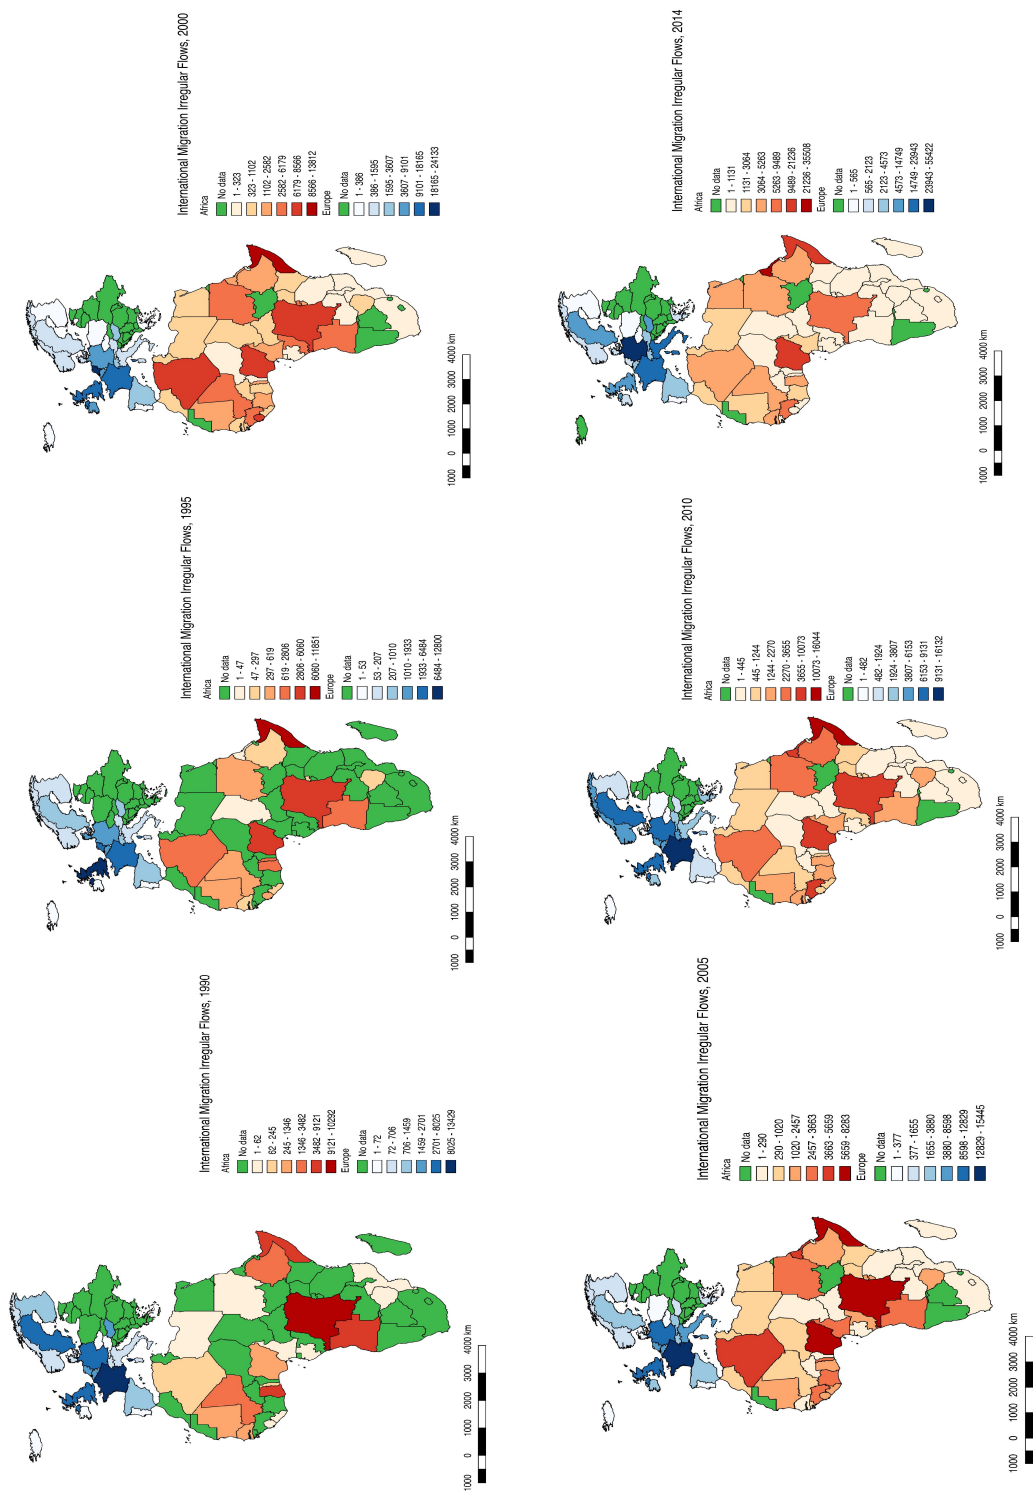 International Migration Irregular Flows, 1990
Africa
No data
1 - 62
62 - 245
245 - 1346
1346 - 3482
3482 - 9121
9121 - 10292
Europe
No data
1 - 72
72 - 706
706 - 1459
1459 - 2701
2701 - 8025
8025 - 13429
1000 0 1000 2000 3000 4000 km
International Migration Irregular Flows, 1995
Africa
No data
1 - 47
47 - 297
297 - 619
619 - 2806
2806 - 6060
6060 - 11851
Europe
No data
1 - 53
53 - 207
207 - 1010
1010 - 1933
1933 - 6484
6484 - 12800
1000 0 1000 2000 3000 4000 km
International Migration Irregular Flows, 2000
Africa
No data
1 - 323
323 - 1102
1102 - 2582
2582 - 6179
6179 - 8566
8566 - 13812
Europe
No data
1 - 386
386 - 1595
1595 - 3607
3607 - 9101
9101 - 18165
18165 - 24133
1000 0 1000 2000 3000 4000 km
International Migration Irregular Flows, 2005
Africa
No data
1 - 290
290 - 1020
1020 - 2457
2457 - 3663
3663 - 5659
5659 - 8283
Europe
No data
1 - 377
377 - 1655
1655 - 3880
3880 - 8598
8598 - 12829
12829 - 15445
1000 0 1000 2000 3000 4000 km
International Migration Irregular Flows, 2010
Africa
No data
1 - 445
445 - 1244
1244 - 2270
2270 - 3655
3655 - 10073
10073 - 16044
Europe
No data
1 - 482
482 - 1924
1924 - 3807
3807 - 6153
6153 - 9131
9131 - 16132
1000 0 1000 2000 3000 4000 km
International Migration Irregular Flows, 2014
Africa
No data
1 - 1131
1131 - 3064
3064 - 5263
5263 - 9489
9489 - 21236
21236 - 35508
Europe
No data
1 - 565
565 - 2123
2123 - 4573
4573 - 14749
14749 - 23943
23943 - 55422
1000 0 1000 2000 3000 4000 km